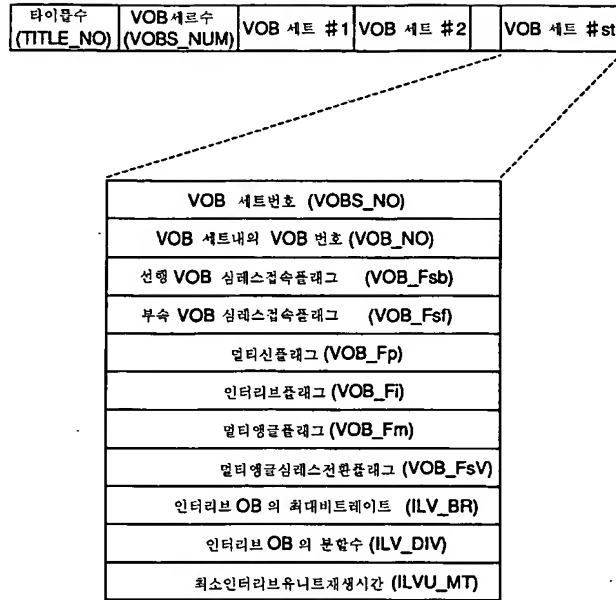 타이플수
(TITLE_NO)
VOB세트수
(VOBS_NUM)
VOB 세트 #1
VOB 세트 #2
VOB 세트 #st
VOB 세트번호 (VOBS_NO)
VOB 세트내의 VOB 번호 (VOB_NO)
선행 VOB 심레스접속플래그 (VOB_Fsb)
부속 VOB 심레스접속플래그 (VOB_Fsf)
멀티신플래그 (VOB_Fp)
인터리브플래그 (VOB_Fi)
멀티앵글플래그 (VOB_Fm)
멀티앵글심레스전환플래그 (VOB_FsV)
인터리브 OB 의 최대비트레이트 (ILV_BR)
인터리브 OB 의 분할수 (ILV_DIV)
최소인터리브유니트재생시간 (ILVU_MT)